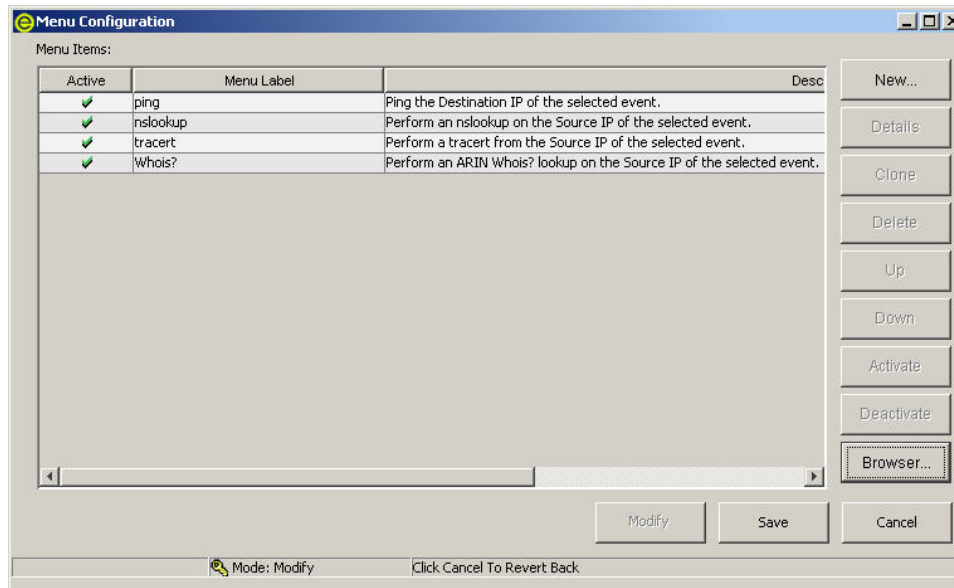 Menu Configuration
Menu Items:
Active Menu Label Desc
ping Ping the Destination IP of the selected event.
nslookup Perform an nslookup on the Source IP of the selected event.
tracert Perform a tracert from the Source IP of the selected event.
Whois? Perform an ARIN Whois? lookup on the Source IP of the selected event.
New...
Details
Clone
Delete
Up
Down
Activate
Deactivate
Browser...
Modify Save Cancel
Mode: Modify Click Cancel To Revert Back